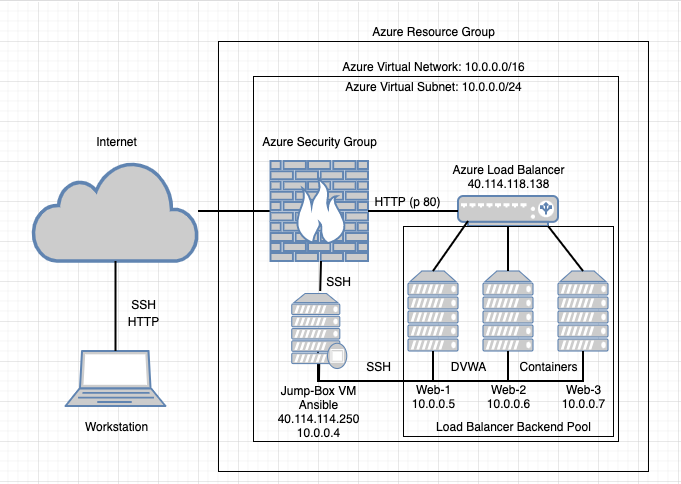 Azure Resource Group
Azure Virtual Network: 10.0.0.0/16
Azure Virtual Subnet: 10.0.0.0/24
Internet
Azure Security Group
Azure Load Balancer
40.114.118.138
HTTP (p 80)
SSH
SSH
HTTP
SSH
DVWA
Containers
Jump-Box VM
Ansible
40.114.114.250
10.0.0.4
Web-1
10.0.0.5
Web-2
10.0.0.6
Web-3
10.0.0.7
Workstation
Load Balancer Backend Pool